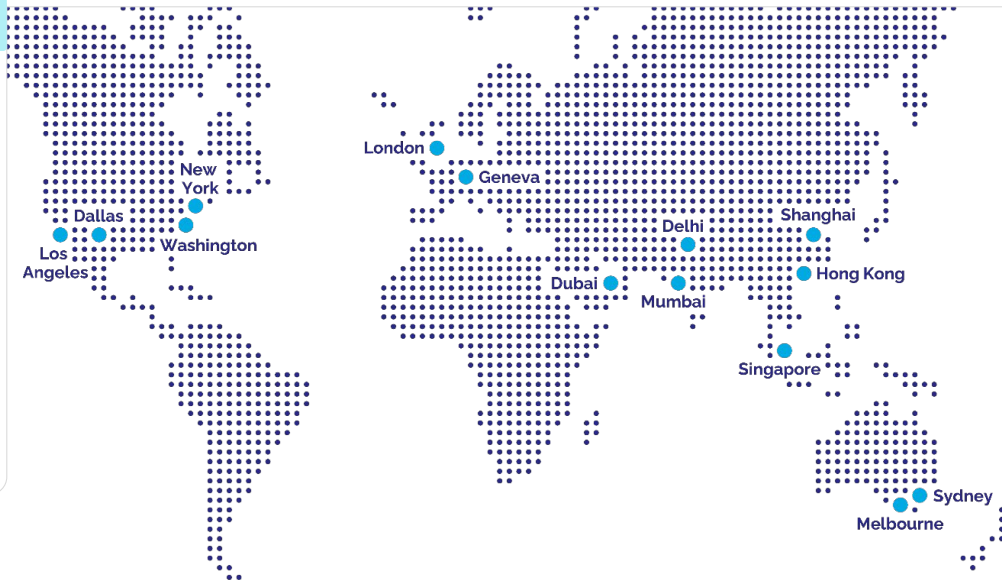 London
New
York
Geneva
Dallas
Shanghai
Delhi
Washington
Los
Angeles
Hong Kong
Dubai
Mumbai
Singapore
Sydney
Melbourne